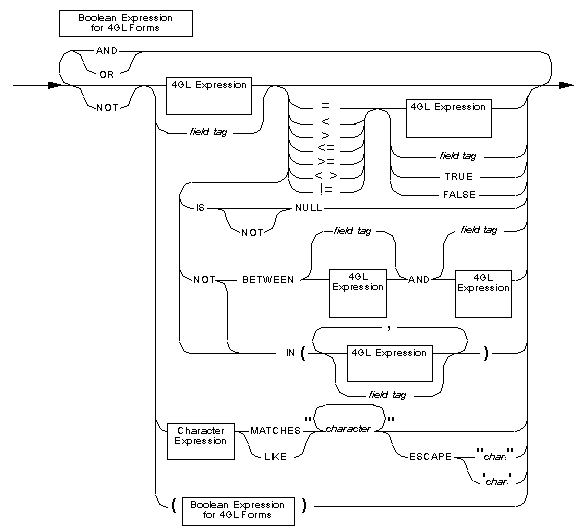 Boolean Expression
for 4GL Forms
AND
OR
NOT
4GL Expression
field tag
=
<
>
<=
>=
< >
!=
4GL Expression
field tag
TRUE
FALSE
IS
NULL
NOT
field tag
field tag
NOT
BETWEEN
4GL
Expression
AND
4GL
Expression
,
IN (
4GL Expression
)
field tag
Character
Expression
MATCHES
LIKE
" character "
ESCAPE
"char."
'char.'
(
Boolean Expression
for 4GL Forms
)